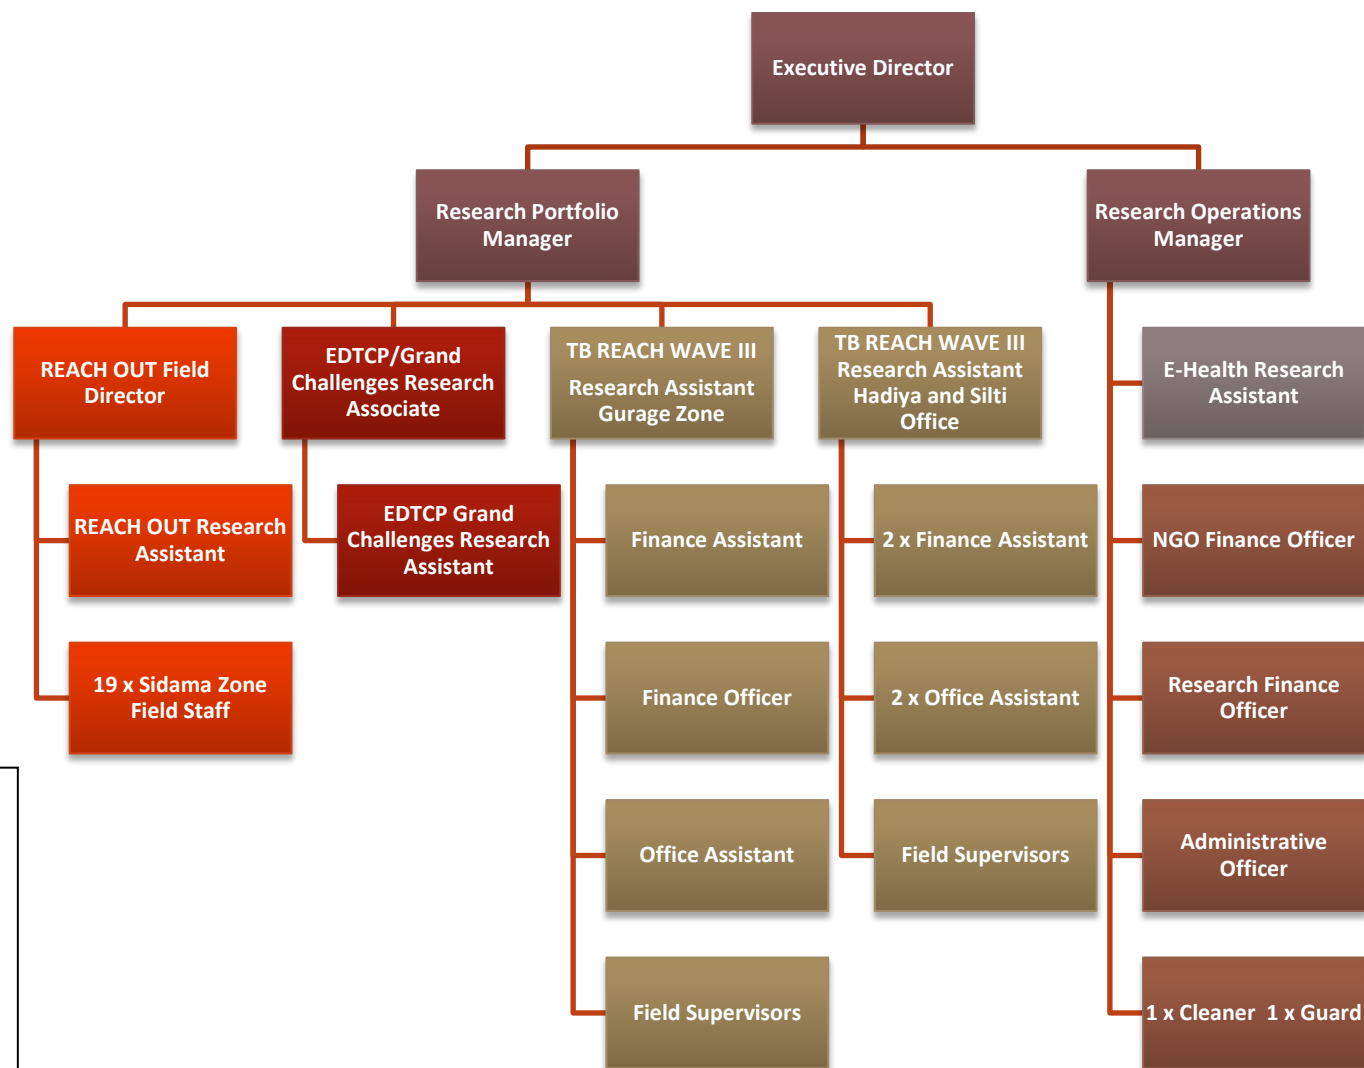 Executive Director
Research Portfolio
Manager
Research Operations
Manager
REACH OUT Field
Director
EDTCP/Grand
Challenges Research
Associate
TB REACH WAVE III
Research Assistant
Gurage Zone
TB REACH WAVE III
Research Assistant
Hadiya and Silti
Office
E-Health Research
Assistant
REACH OUT Research
Assistant
EDTCP Grand
Challenges Research
Assistant
Finance Assistant
2 x Finance Assistant
NGO Finance Officer
19 x Sidama Zone
Field Staff
Finance Officer
2 x Office Assistant
Research Finance
Officer
Office Assistant
Field Supervisors
Administrative
Officer
Field Supervisors
1 x Cleaner 1 x Guard